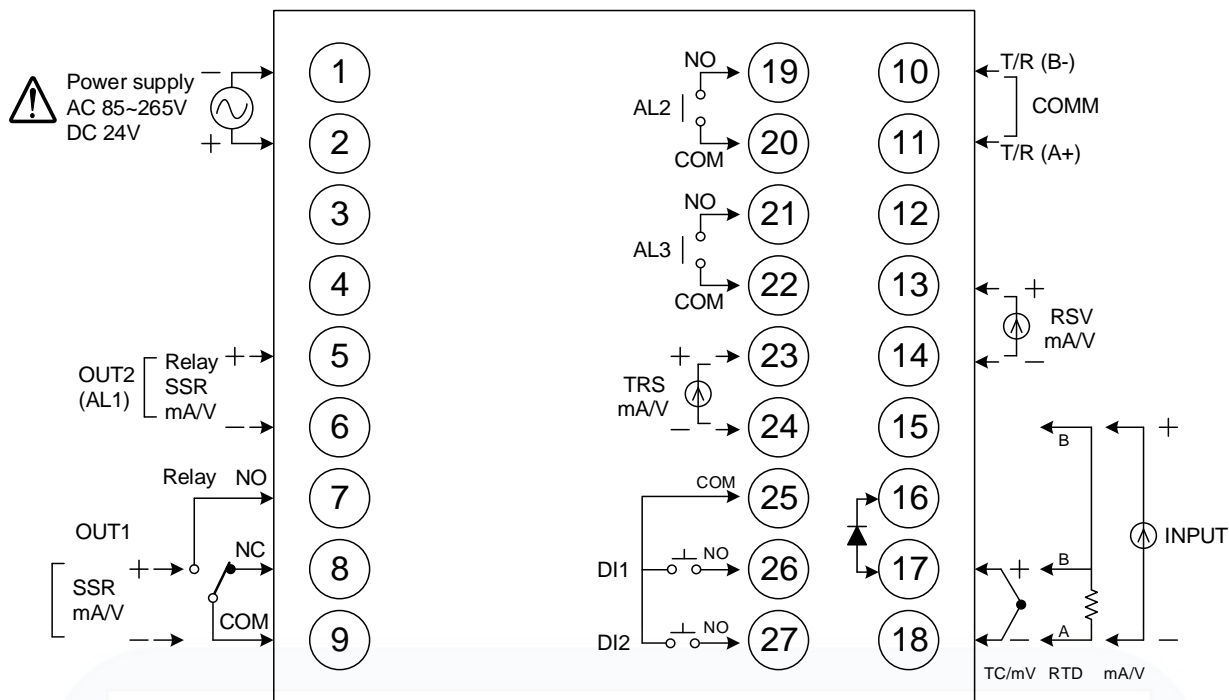 Power supply
AC 85~265V
DC 24V
−
+
1
2
3
4
5
6
7
8
9
OUT2
(AL1)
Relay
SSR
mA/V
+
−
Relay NO
OUT1
NC
COM
+
−
SSR
mA/V
NO
AL2
COM
NO
AL3
COM
+
TRS
mA/V
−
COM
DI1
NO
DI2
NO
19
20
21
22
23
24
25
26
27
10
11
12
13
14
15
16
17
18
T/R (B-)
COMM
T/R (A+)
+
RSV
mA/V
−
B
+
INPUT
+
B
−
A
−
TC/mV RTD mA/V